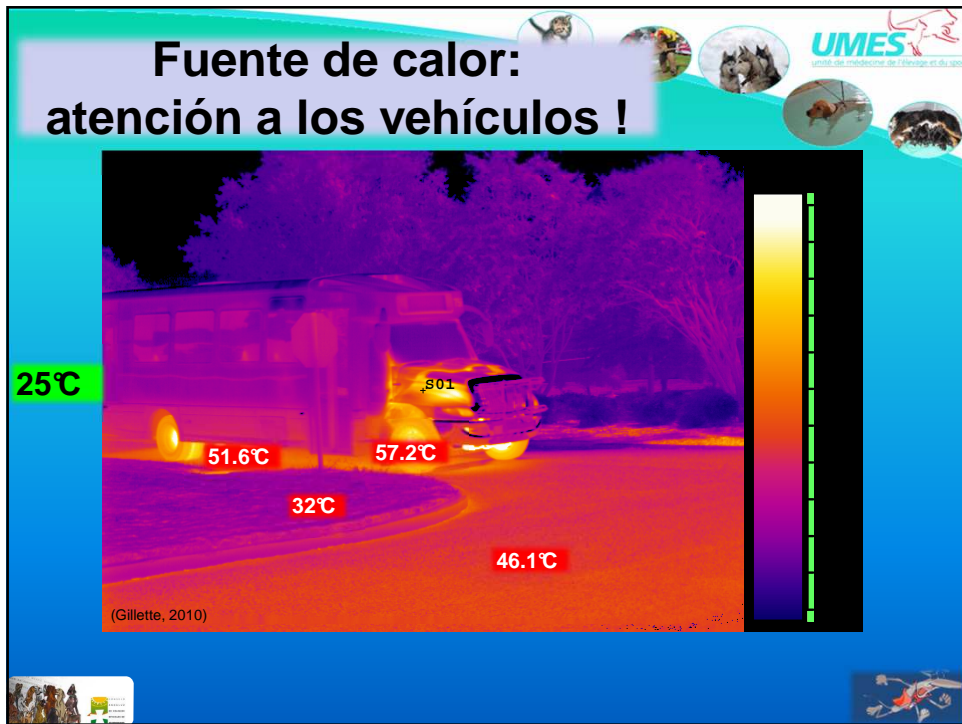 Fuente de calor:
atención a los vehículos !
UMES
unité de médecine de l'élevage et du spo
25°C
S01
51.6°C
57.2°C
32°C
46.1°C
(Gillette, 2010)